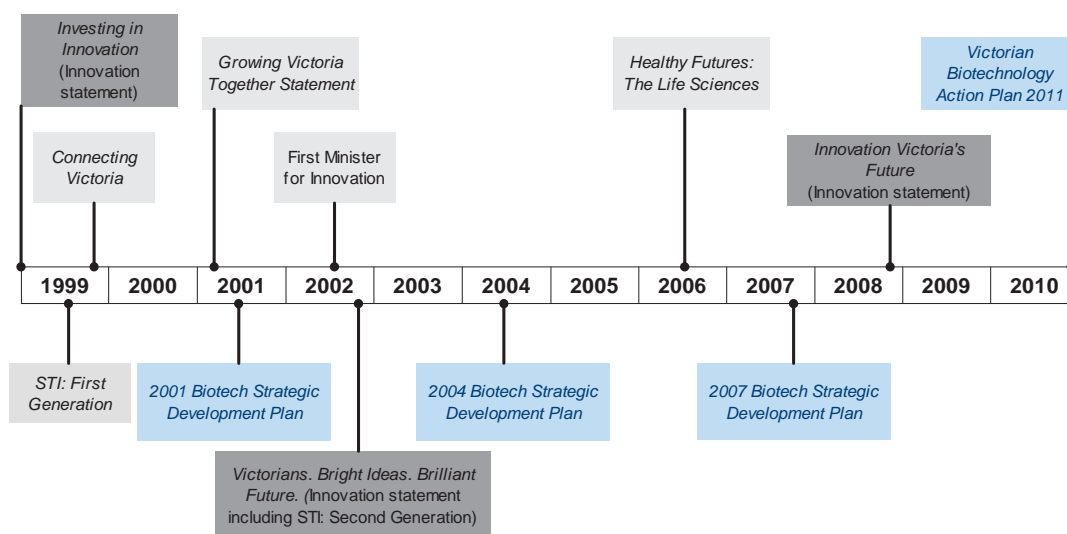 Investing in
Innovation
(Innovation
statement)
Growing Victoria
Together Statement
Healthy Futures:
The Life Sciences
Victorian
Biotechnology
Action Plan 2011
Connecting
Victoria
First Minister
for Innovation
Innovation Victoria's
Future
(Innovation statement)
1999 2000 2001 2002 2003 2004 2005 2006 2007 2008 2009 2010
STI: First
Generation
2001 Biotech Strategic
Development Plan
2004 Biotech Strategic
Development Plan
2007 Biotech Strategic
Development Plan
Victorians. Bright Ideas. Brilliant
Future. (Innovation statement
including STI: Second Generation)